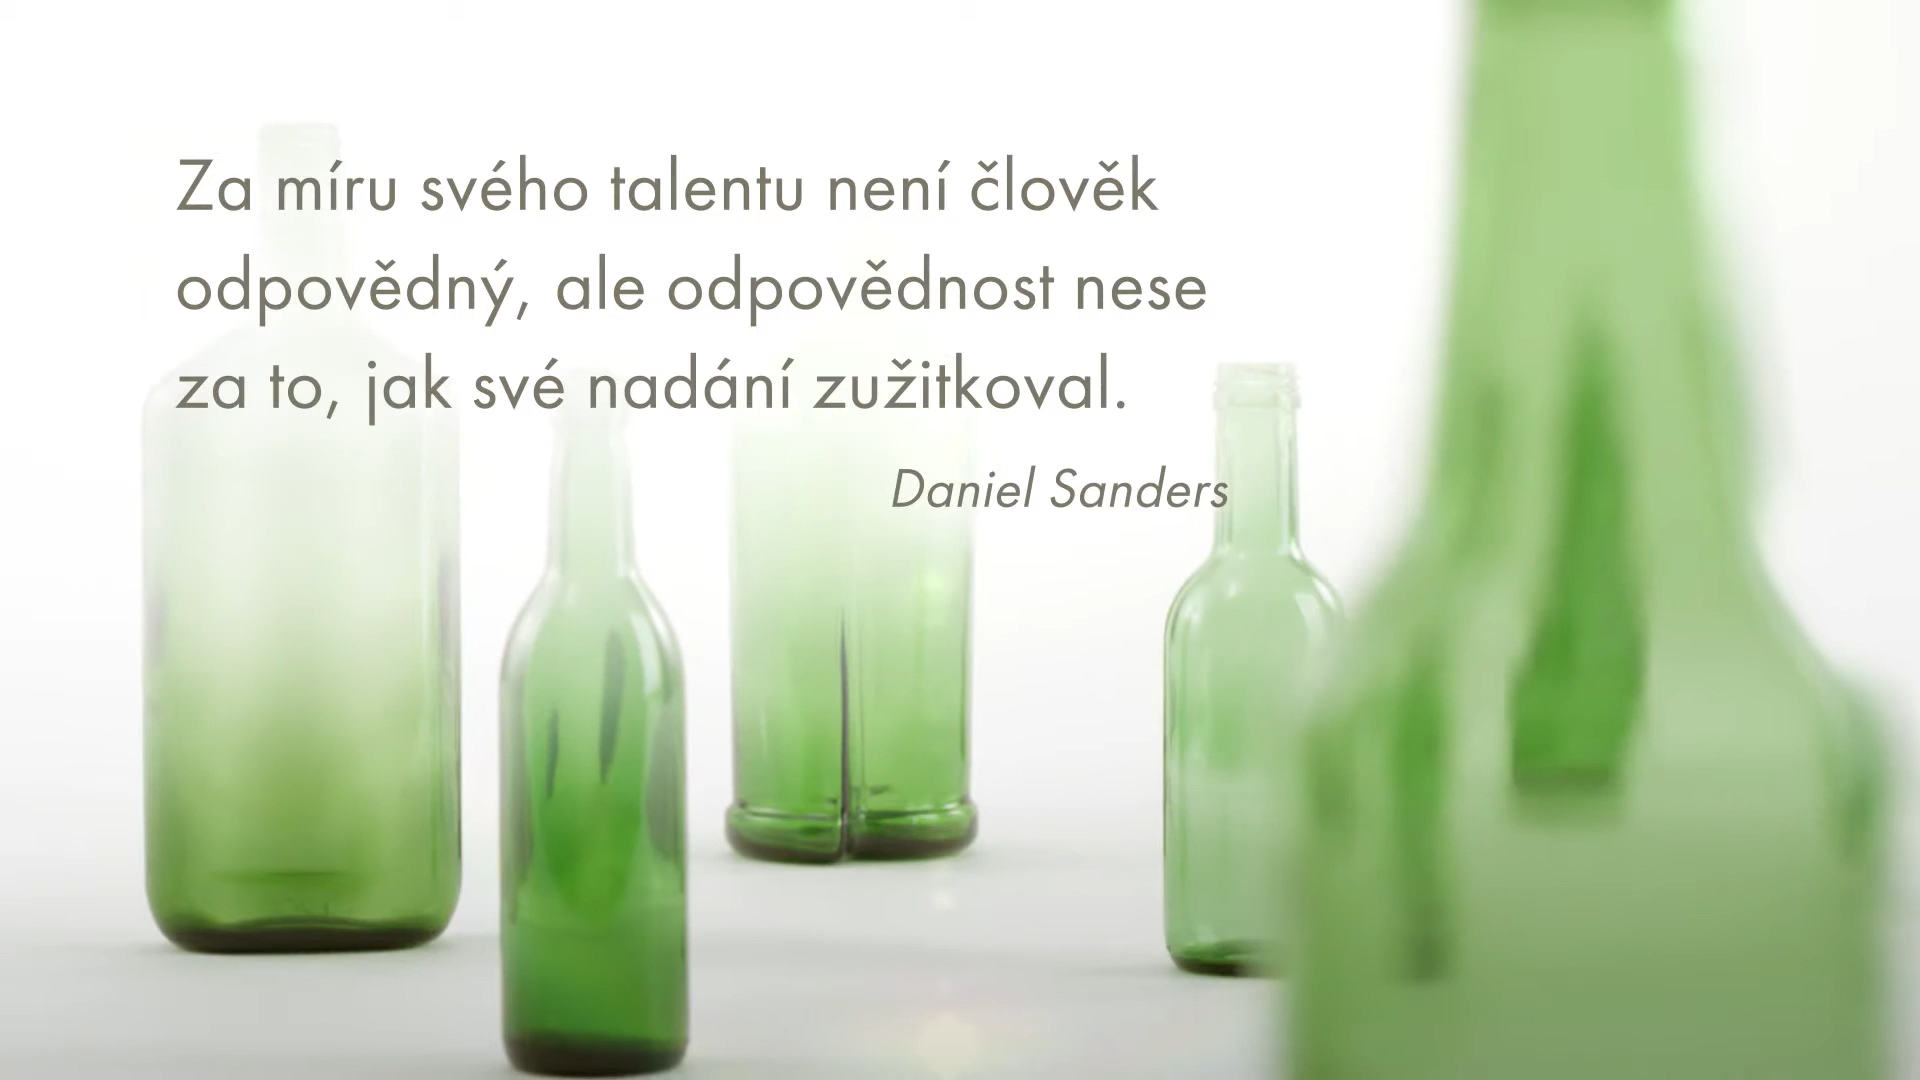 Za míru svého talentu není člověk
odpovědný, ale odpovědnost nese
za to, jak své nadání zužitkoval.
Daniel Sanders